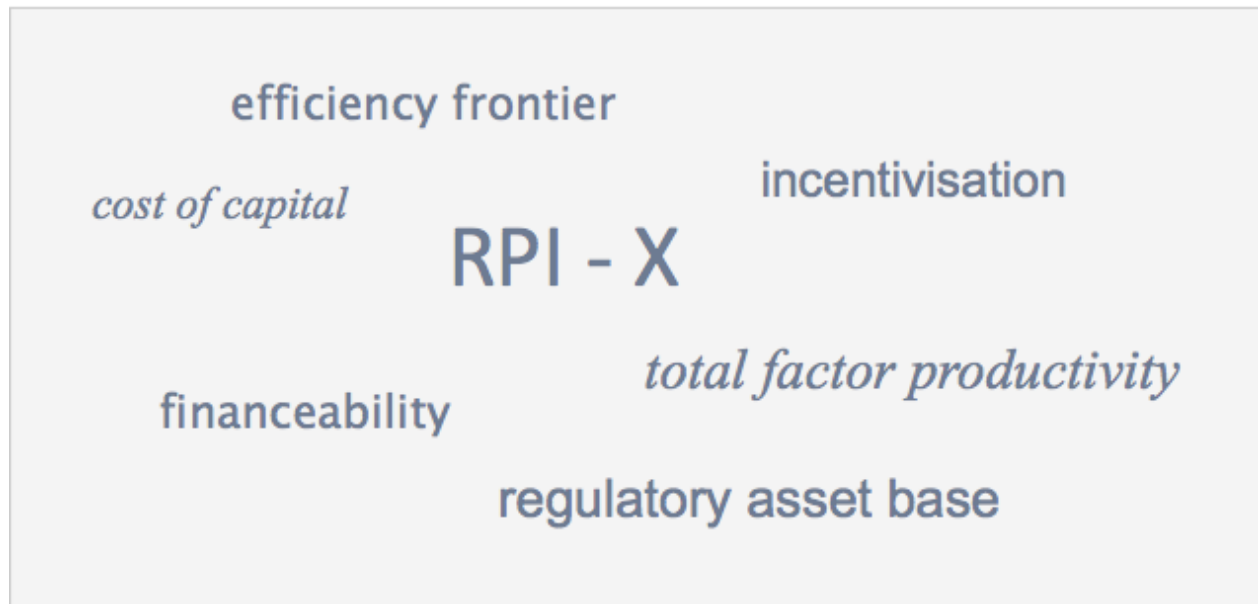 efficiency frontier
incentivisation
cost of capital
RPI - X
total factor productivity
financeability
regulatory asset base